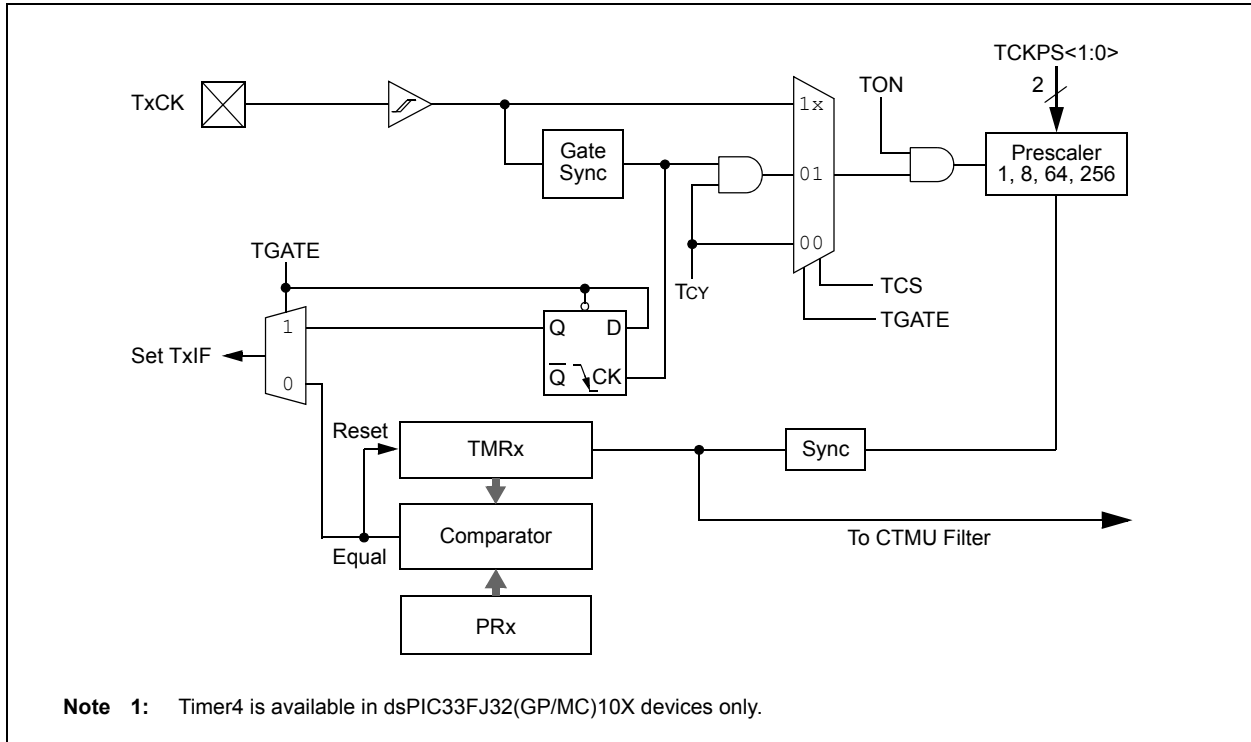 TCKPS<1:0>
2
TxCK
1x
TON
Gate
Sync
Prescaler
1, 8, 64, 256
01
00
TGATE
TCY
TCS
TGATE
1
Q D
Set TxIF
Q CK
0
Reset
TMRx
Sync
Comparator
To CTMU Filter
Equal
PRx
Note 1: Timer4 is available in dsPIC33FJ32(GP/MC)10X devices only.